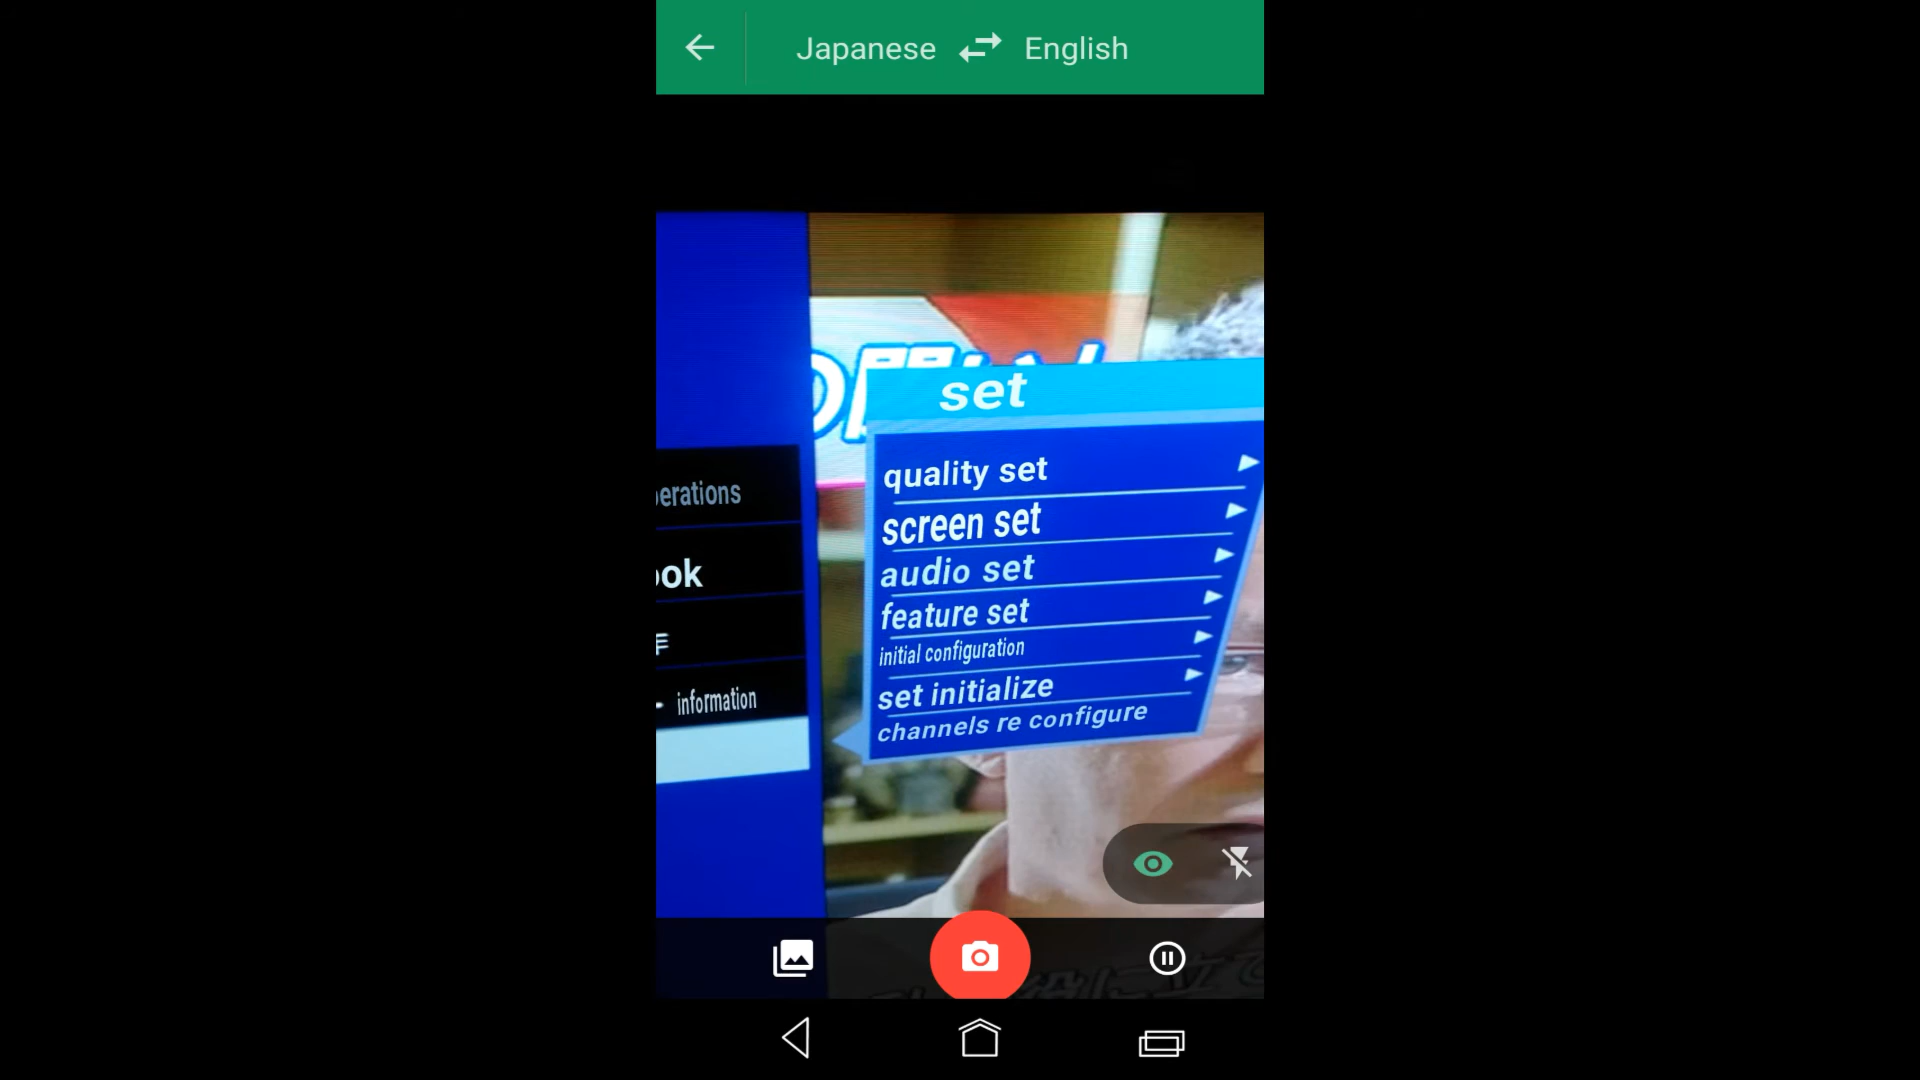 Japanese English
set
quality set
screen set
audio set
feature set
initial configuration
set initialize
channels re configure
erations
ok
information